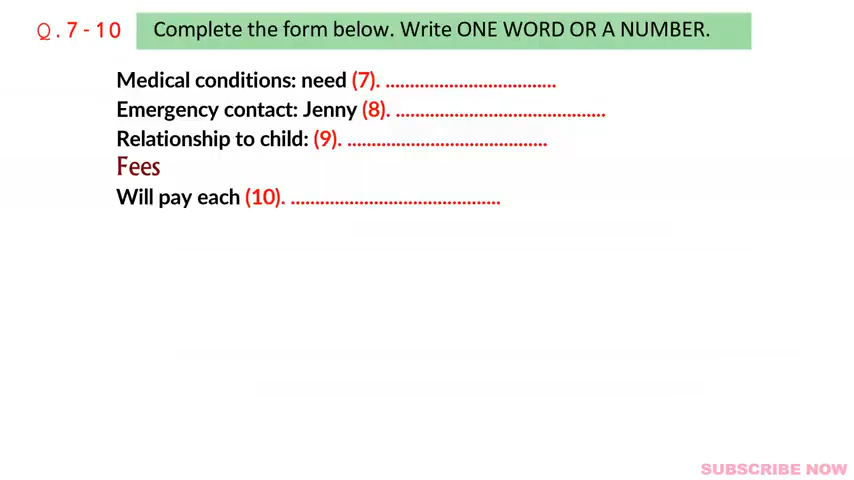 Q.7-10 Complete the form below. Write ONE WORD OR A NUMBER.
Medical conditions: need (7). ...................................
Emergency contact: Jenny (8). ...........................................
Relationship to child: (9). .........................................
Fees
Will pay each (10). ...........................................
SUBSCRIBE NOW